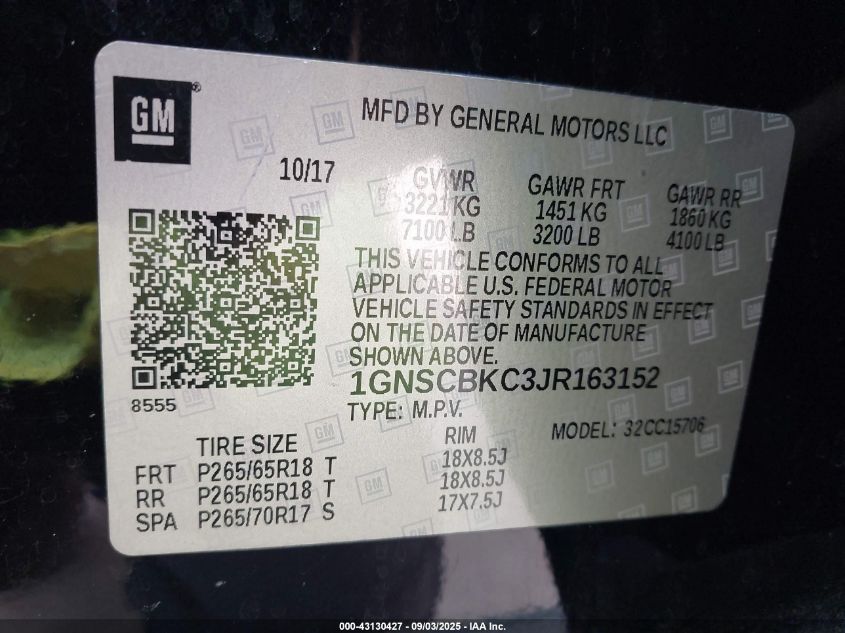 GM
MFD BY GENERAL MOTORS LLC
10/17
GVWR GAWR FRT GAWR RR
3221 KG 1451 KG 1860 KG
7100 LB 3200 LB 4100 LB
THIS VEHICLE CONFORMS TO ALL
APPLICABLE U.S. FEDERAL MOTOR
VEHICLE SAFETY STANDARDS IN EFFECT
ON THE DATE OF MANUFACTURE
SHOWN ABOVE.
1GNSCBKC3JR163152
8555
TYPE: M.P.V.
MODEL: 32CC15706
TIRE SIZE RIM
FRT P265/65R18 T 18X8.5J
RR P265/65R18 T 18X8.5J
SPA P265/70R17 S 17X7.5J
000-43130427 - 09/03/2025 - IAA Inc.